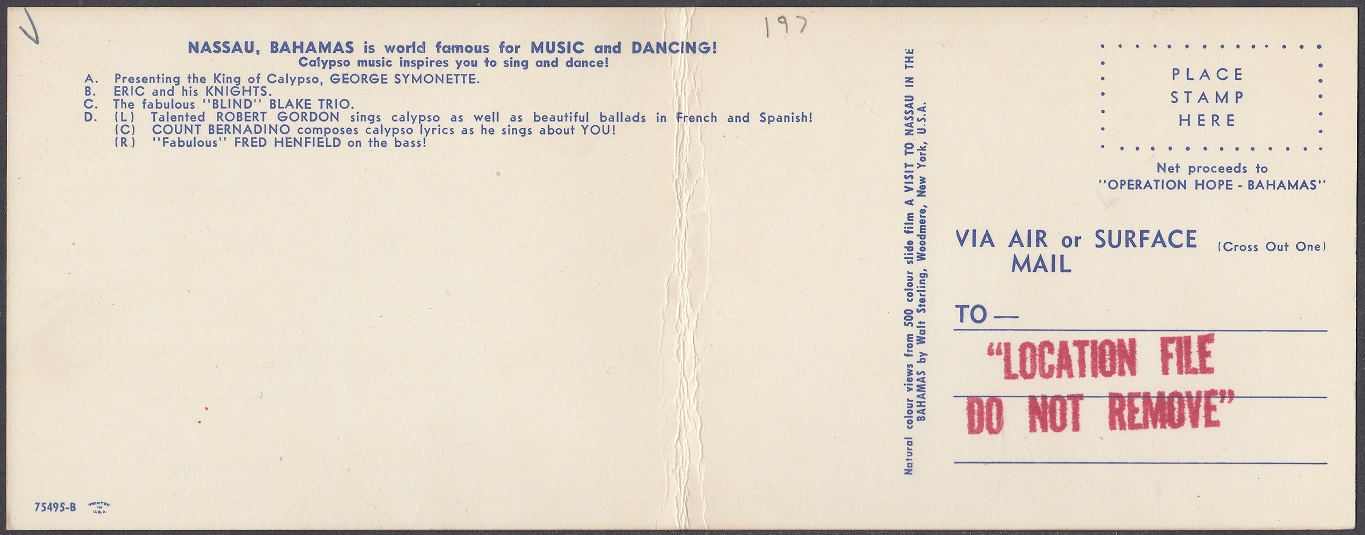 197
NASSAU, BAHAMAS is world famous for MUSIC and DANCING!
Calypso music inspires you to sing and dance!
A. Presenting the King of Calypso, GEORGE SYMONETTE.
B. ERIC and his KNIGHTS.
C. The fabulous "BLIND" BLAKE TRIO.
D. (L) Talented ROBERT GORDON sings calypso as well as beautiful ballads in French and Spanish!
(C) COUNT BERNADINO composes calypso lyrics as he sings about YOU!
(R) "Fabulous" FRED HENFIELD on the bass!
75495-B
PRINTED
IN
U.S.A.
Natural colour views from 500 colour slide film A VISIT TO NASSAU IN THE
BAHAMAS by Walt Sterling, Woodmere, New York, U.S.A.
PLACE
STAMP
HERE
Net proceeds to
"OPERATION HOPE - BAHAMAS"
VIA AIR or SURFACE (Cross Out One)
MAIL
TO —
"LOCATION FILE
DO NOT REMOVE"